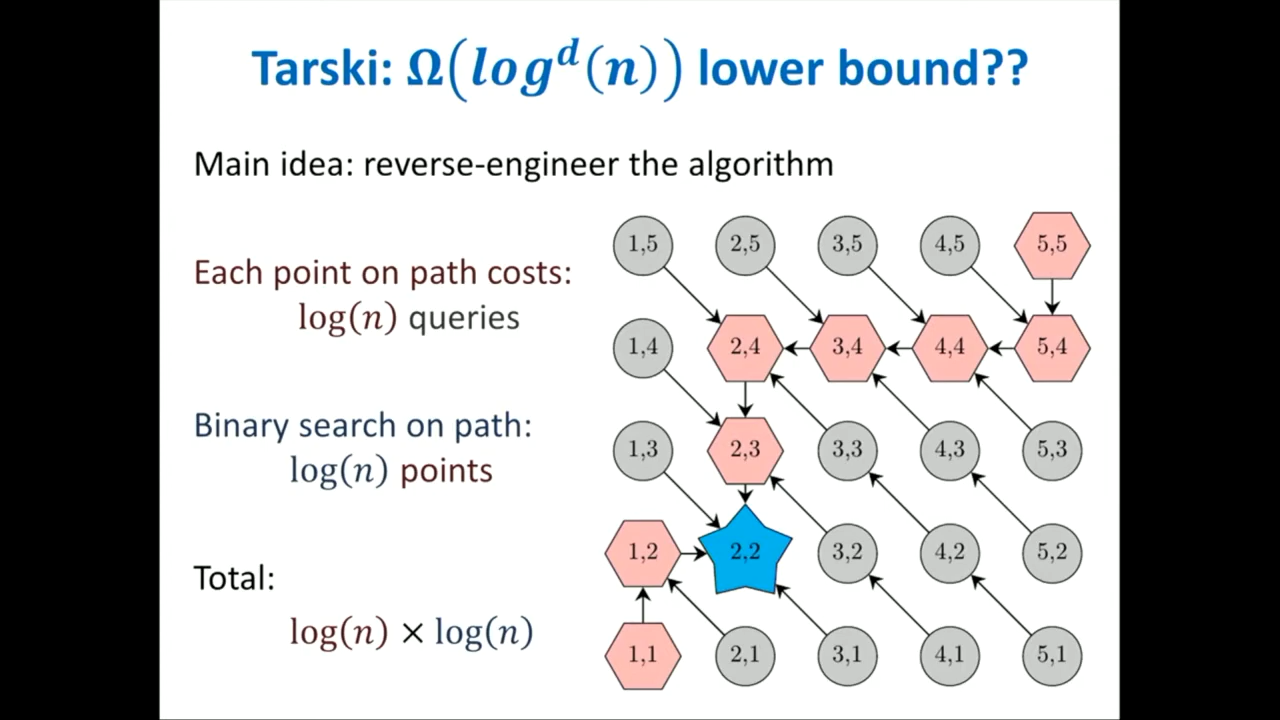 Tarski: Ω(log^d(n)) lower bound??
Main idea: reverse-engineer the algorithm
Each point on path costs:
log(n) queries
Binary search on path:
log(n) points
Total:
log(n) × log(n)
1,5 2,5 3,5 4,5 5,5
1,4 2,4 3,4 4,4 5,4
1,3 2,3 3,3 4,3 5,3
1,2 2,2 3,2 4,2 5,2
1,1 2,1 3,1 4,1 5,1